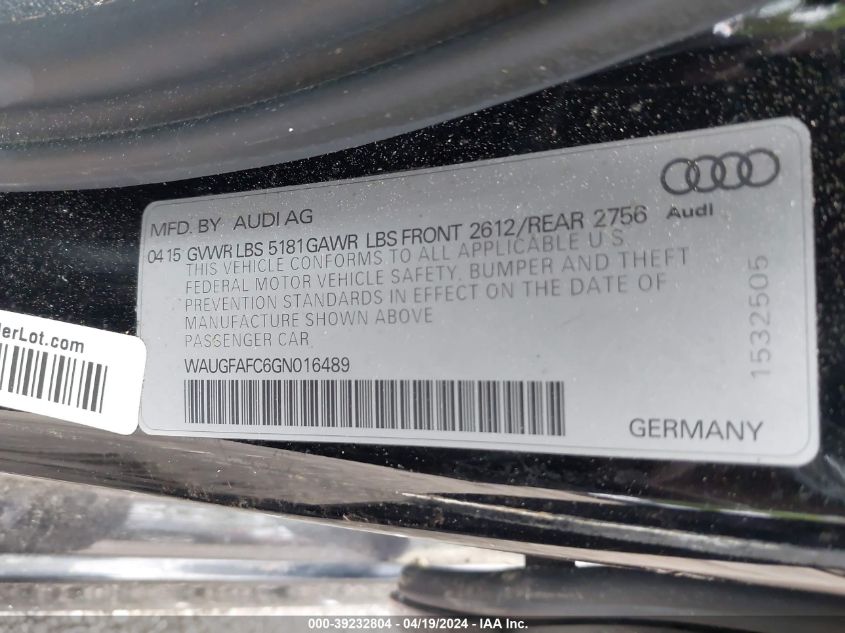 Audi
MFD. BY AUDI AG
04 15 GVWR LBS 5181 GAWR LBS FRONT 2612/REAR 2756
THIS VEHICLE CONFORMS TO ALL APPLICABLE U.S.
FEDERAL MOTOR VEHICLE SAFETY, BUMPER AND THEFT
PREVENTION STANDARDS IN EFFECT ON THE DATE OF
MANUFACTURE SHOWN ABOVE
PASSENGER CAR
WAUGFAFC6GN016489
GERMANY
1532505
lerLot.com
000-39232804 - 04/19/2024 - IAA, Inc.